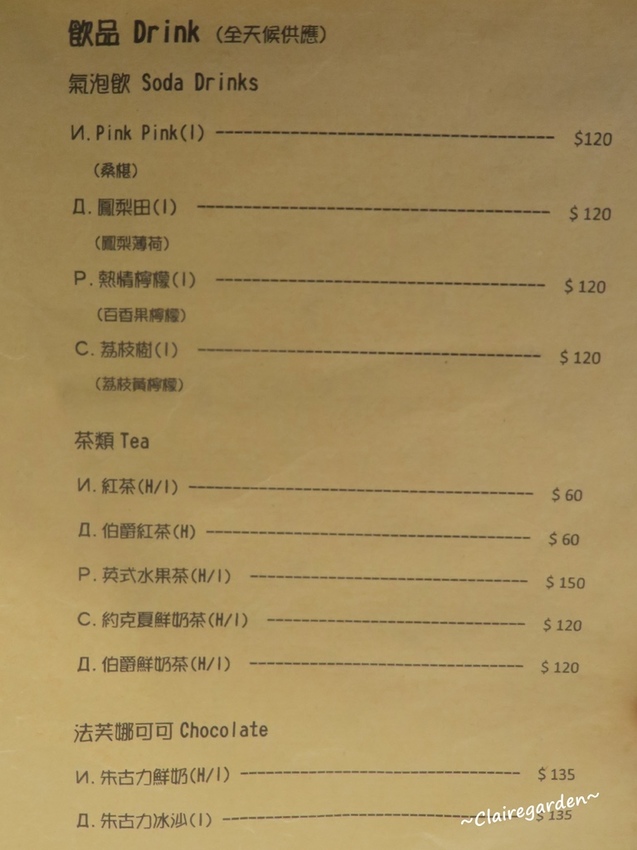 飲品 Drink (全天候供應)
氣泡飲 Soda Drinks
И. Pink Pink(I) ---------------------------- $120
(桑椹)
Д. 鳳梨田(I) ---------------------------- $ 120
(鳳梨薄荷)
Р. 熱情檸檬(I) ---------------------------- $ 120
(百香果檸檬)
С. 荔枝樹(I) ---------------------------- $ 120
(荔枝黃檸檬)
茶類 Tea
И. 紅茶(H/I) ---------------------------- $ 60
Д. 伯爵紅茶(H) ---------------------------- $ 60
Р. 英式水果茶(H/I) ---------------------------- $ 150
С. 約克夏鮮奶茶(H/I) ---------------------------- $ 120
Д. 伯爵鮮奶茶(H/I) ---------------------------- $ 120
法芙娜可可 Chocolate
И. 朱古力鮮奶(H/I) ---------------------------- $ 135
Д. 朱古力冰沙(I) ---------------------------- $ 135
~Clairegarden~